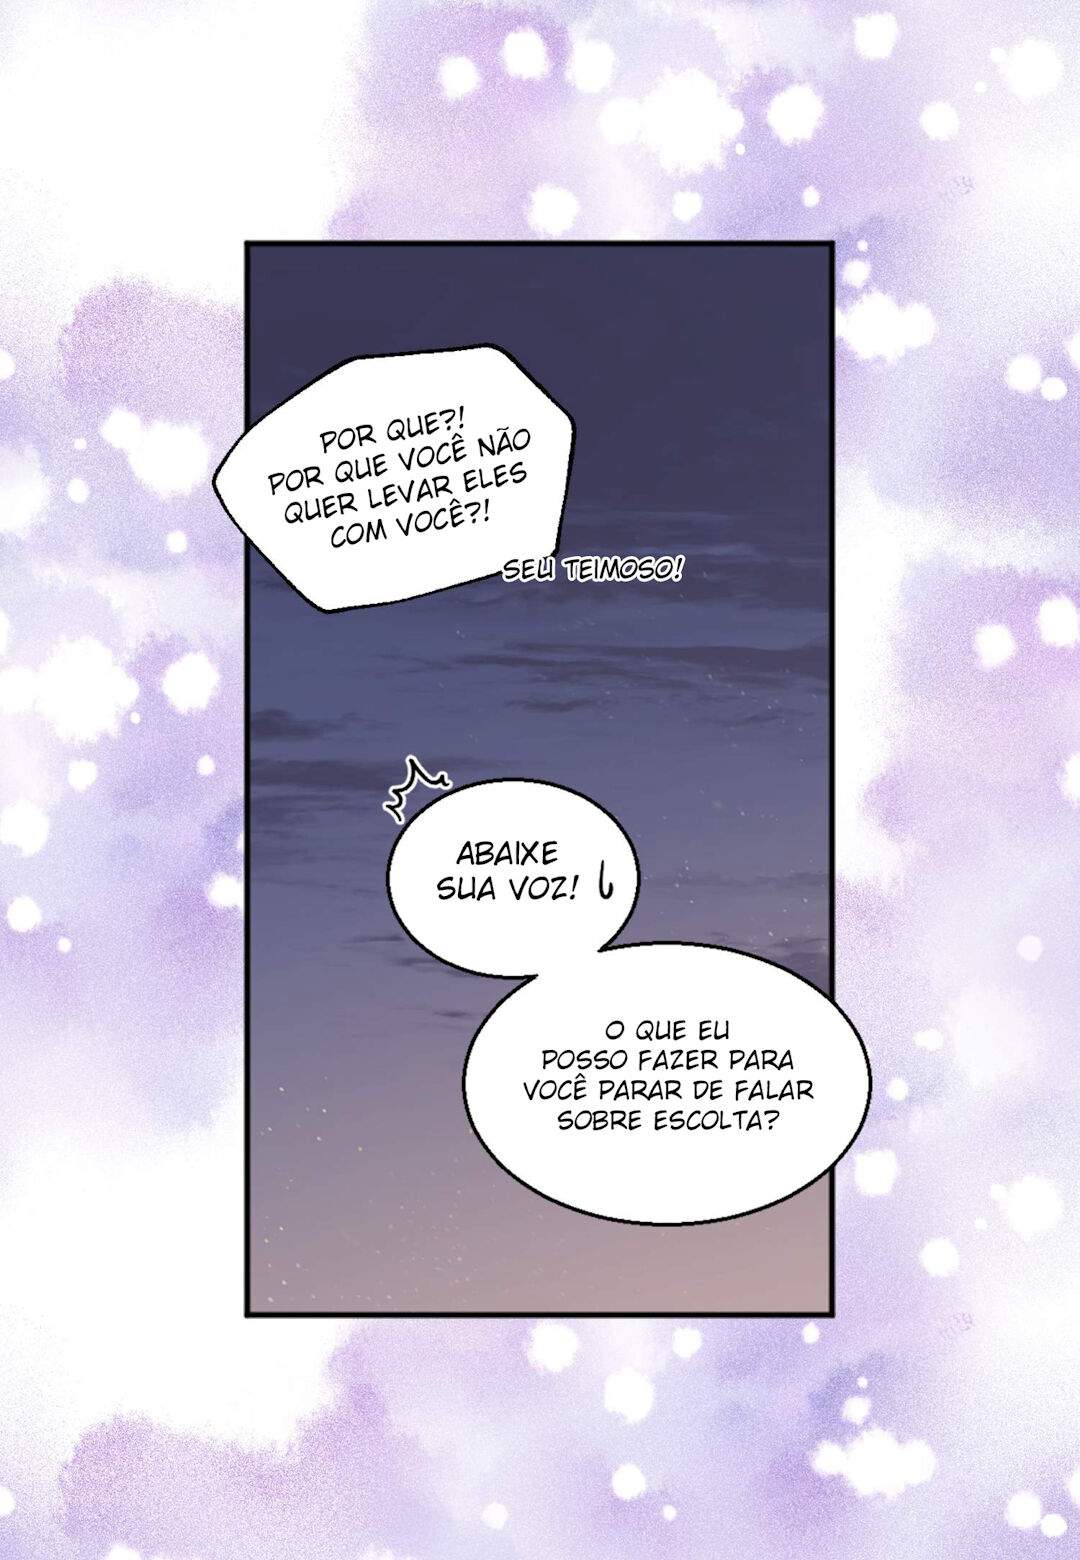 POR QUE?!
POR QUE VOCÊ NÃO
QUER LEVAR ELES
COM VOCÊ?!
SEU TEIMOSO!
ABAIXE
SUA VOZ!
O QUE EU
POSSO FAZER PARA
VOCÊ PARAR DE FALAR
SOBRE ESCOLTA?